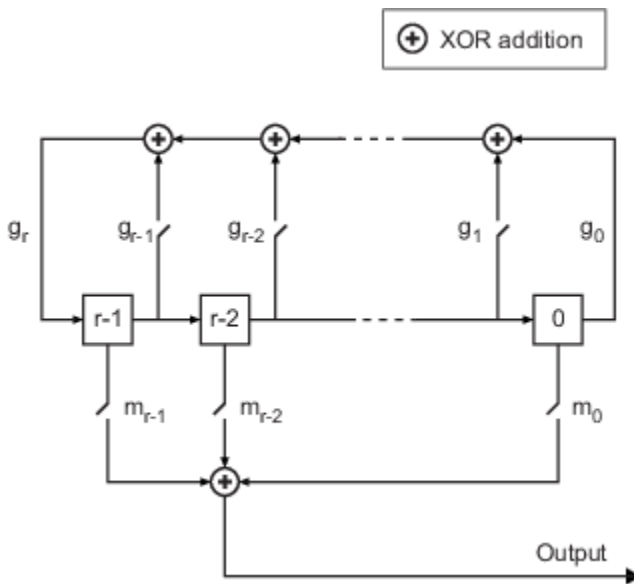 XOR addition
g_r g_{r-1} g_{r-2} g_1 g_0
r-1 r-2 0
m_{r-1} m_{r-2} m_0
Output